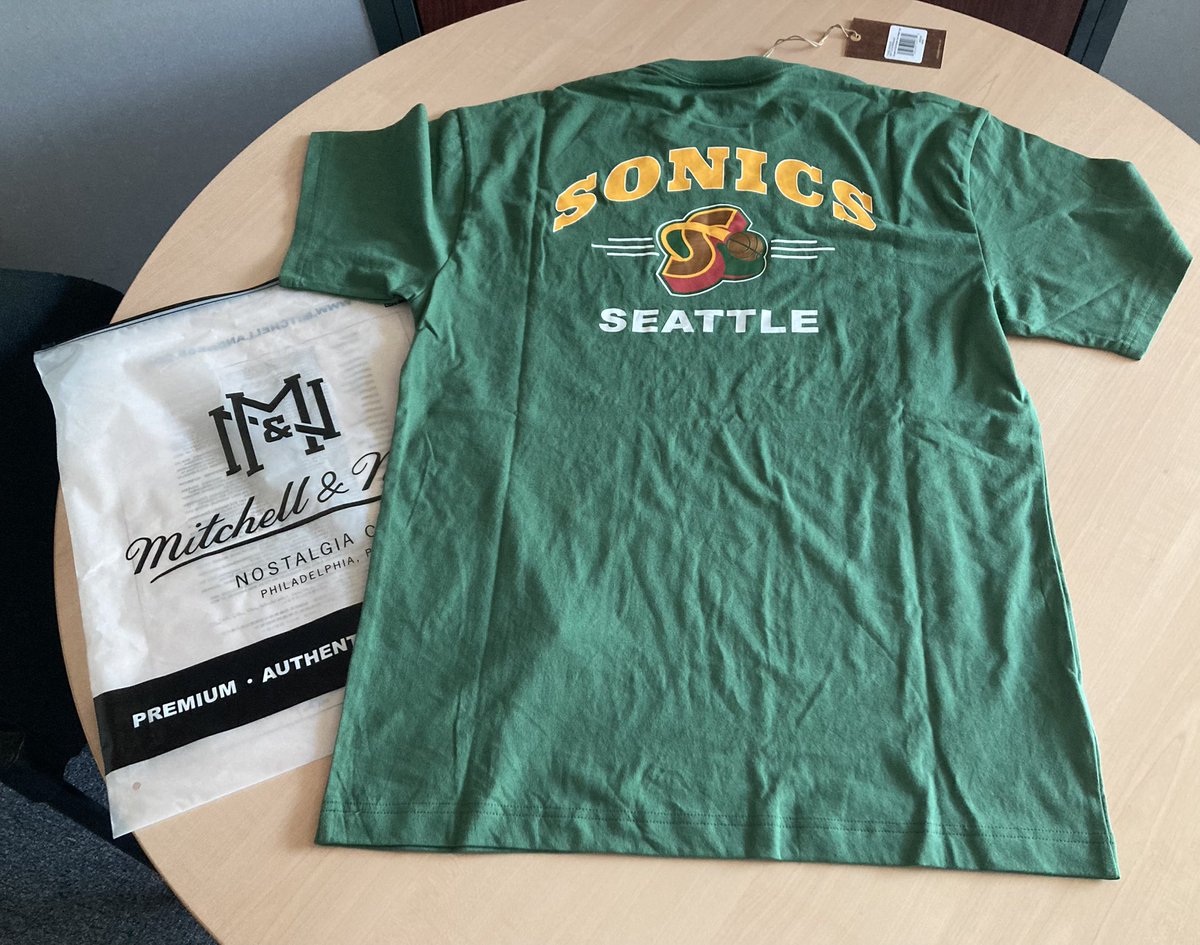 SONICS
SEATTLE
M&N
Mitchell & N
NOSTALGIA C
PHILADELPHIA, P
PREMIUM • AUTHENT